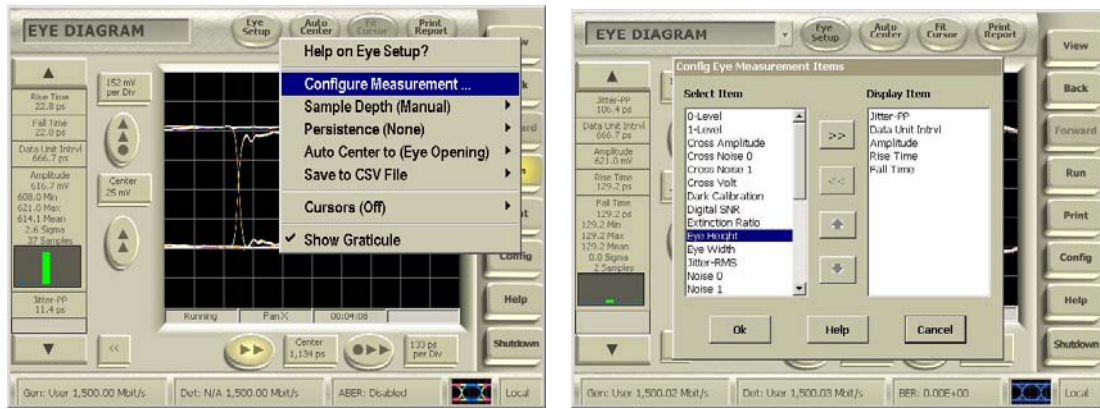 EYE DIAGRAM
Eye Setup
Auto Center
Fit Cursor
Print Report
Help on Eye Setup?
Configure Measurement ...
Sample Depth (Manual)
Persistence (None)
Auto Center to (Eye Opening)
Save to CSV File
Cursors (Off)
✓ Show Graticule
Rise Time
22.8 ps
Fall Time
22.0 ps
Data Unit Intrvl
666.7 ps
Amplitude
616.7 mV
608.0 Min
621.0 Max
614.1 Mean
2.6 Sigma
37 Samples
Jitter-PP
11.4 ps
152 mV
per Div
Center
25 mV
Running
Pan X
00:04:08
<<
Center
1,134 ps
133 ps
per Div
Config
Help
Shutdown
Gen: User 1,500.00 Mbit/s
Det: N/A 1,500.00 Mbit/s
ABER: Disabled
Local
EYE DIAGRAM
Eye Setup
Auto Center
Fit Cursor
Print Report
View
Back
Forward
Run
Print
Config
Help
Shutdown
Jitter-PP
106.4 ps
Data Unit Intrvl
666.7 ps
Amplitude
621.0 mV
Rise Time
129.2 ps
Fall Time
129.2 ps
129.2 Min
129.2 Max
129.2 Mean
0.0 Sigma
2 Samples
Config Eye Measurement Items
Select Item
0-Level
1-Level
Cross Amplitude
Cross Noise 0
Cross Noise 1
Cross Volt
Dark Calibration
Digital SNR
Extinction Ratio
Eye Height
Eye Width
Jitter-RMS
Noise 0
Noise 1
>>
<<
Display Item
Jitter-PP
Data Unit Intrvl
Amplitude
Rise Time
Fall Time
Ok
Help
Cancel
Gen: User 1,500.02 Mbit/s
Det: User 1,500.03 Mbit/s
BER: 0.00E+00
Local